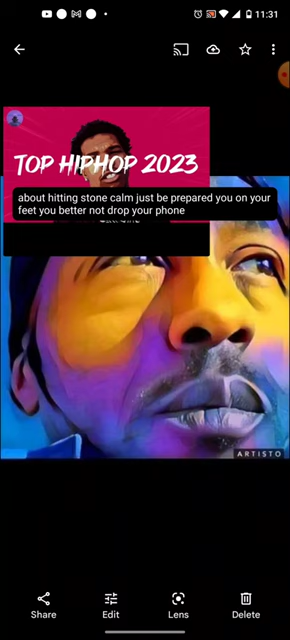 11:31
TOP HIPHOP 2023
about hitting stone calm just be prepared you on your
feet you better not drop your phone
ARTISTO
Share
Edit
Lens
Delete